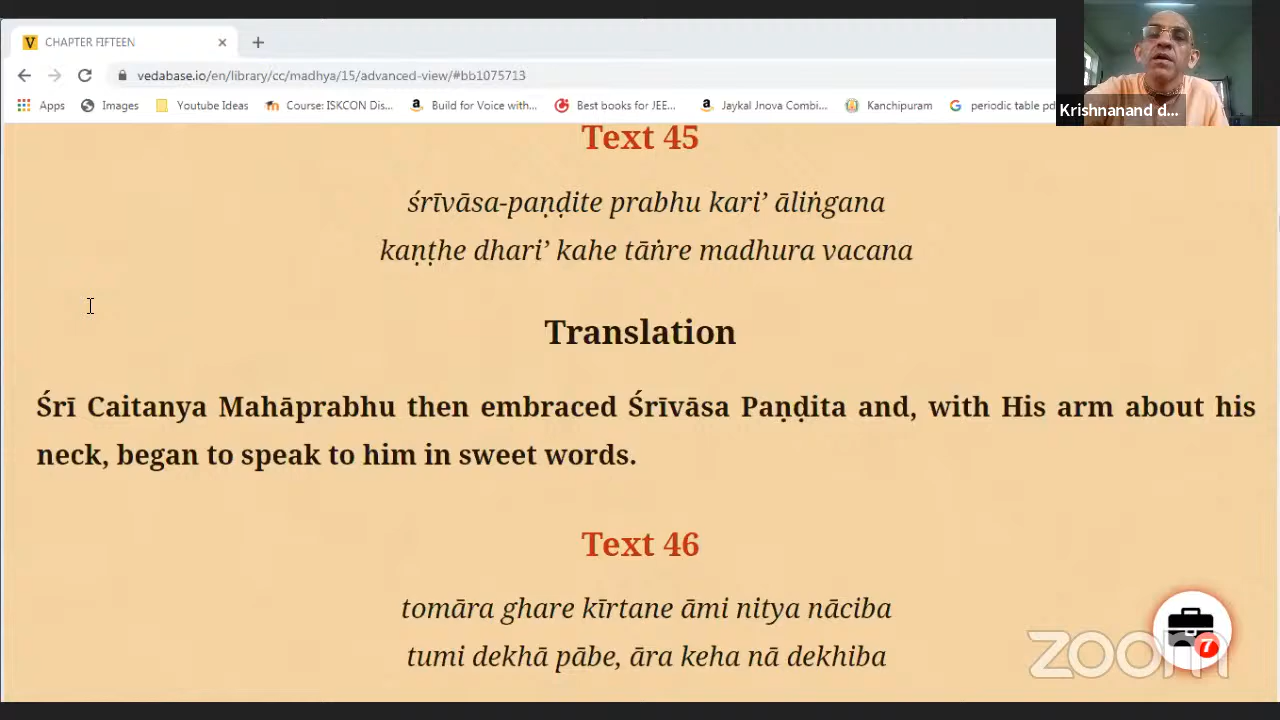 CHAPTER FIFTEEN
vedabase.io/en/library/cc/madhya/15/advanced-view/#bb1075713
Apps Images Youtube Ideas Course: ISKCON Dis... Build for Voice with... Best books for JEE... Jaykal Jnova Combi... Kanchipuram periodic table pd
Krishnanand d...
Text 45
śrīvāsa-paṇḍite prabhu kari’ āliṅgana
kaṇṭhe dhari’ kahe tāṅre madhura vacana
Translation
Śrī Caitanya Mahāprabhu then embraced Śrīvāsa Paṇḍita and, with His arm about his
neck, began to speak to him in sweet words.
Text 46
tomāra ghare kīrtane āmi nitya nāciba
tumi dekhā pābe, āra keha nā dekhiba
7
zoom